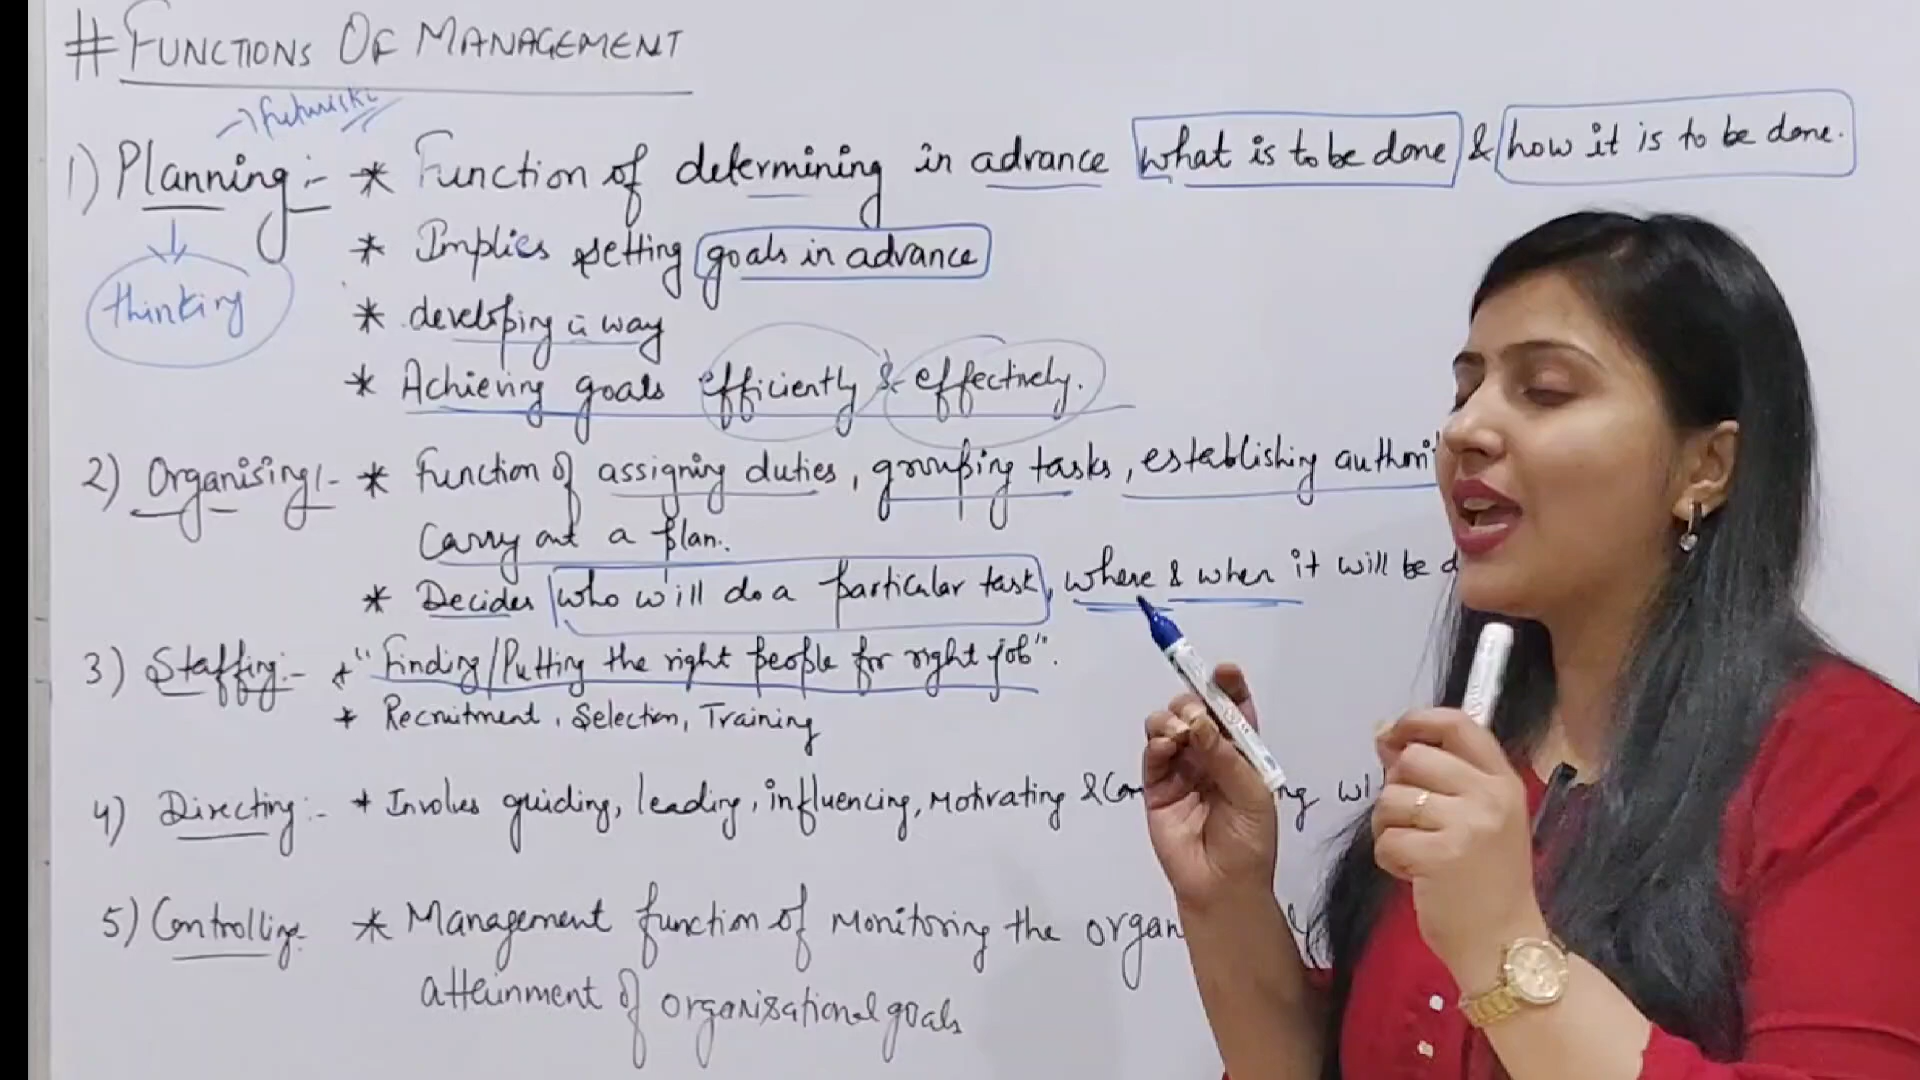 # FUNCTIONS OF MANAGEMENT
→ futuristic
1) Planning :- * Function of determining in advance what is to be done & how it is to be done.
thinking
* Implies setting goals in advance
* developing a way
* Achieving goals efficiently & effectively.
2) Organising :- * Function of assigning duties, grouping tasks, establishing
Carry out a plan.
* Decides who will do a particular task, where & when it will be
3) Staffing :- * "Finding/Putting the right people for right job".
* Recruitment, Selection, Training
4) Directing :- * Involves guiding, leading, influencing, Motivating &
5) Controlling * Management function of Monitoring the
attainment of organizational goals